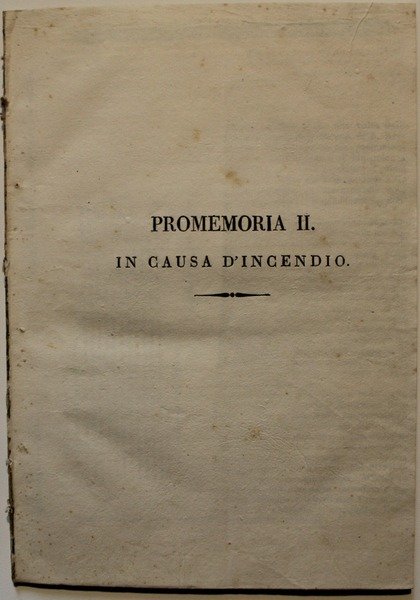 PROMEMORIA II.
IN CAUSA D'INCENDIO.